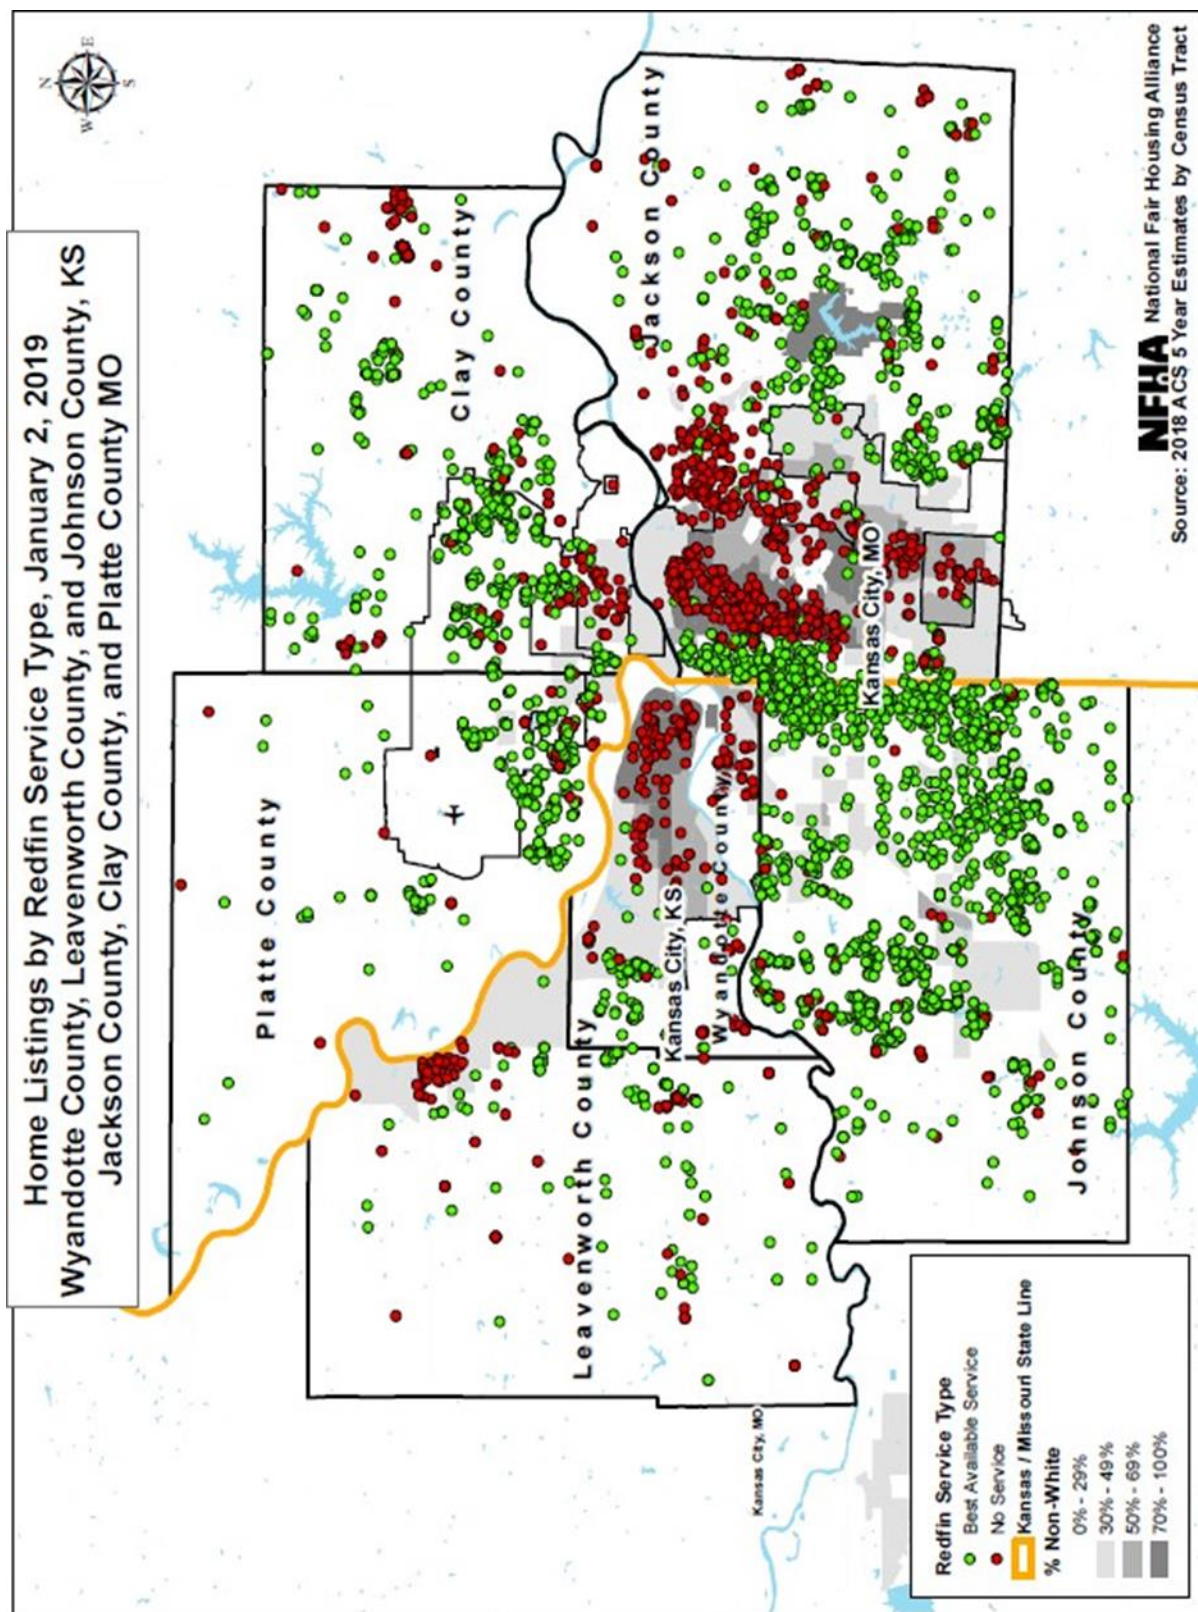 Home Listings by Redfin Service Type, January 2, 2019
Wyandotte County, Leavenworth County, and Johnson County, KS
Jackson County, Clay County, and Platte County MO
N
E
S
W
Platte County
Clay County
Jackson County
Leavenworth County
Kansas City, KS
Wyandotte County
Kansas City, MO
Johnson County
Kansas City, MO
Redfin Service Type
Best Available Service
No Service
Kansas / Missouri State Line
% Non-White
0% - 29%
30% - 49%
50% - 69%
70% - 100%
NFHA National Fair Housing Alliance
Source: 2018 ACS 5 Year Estimates by Census Tract